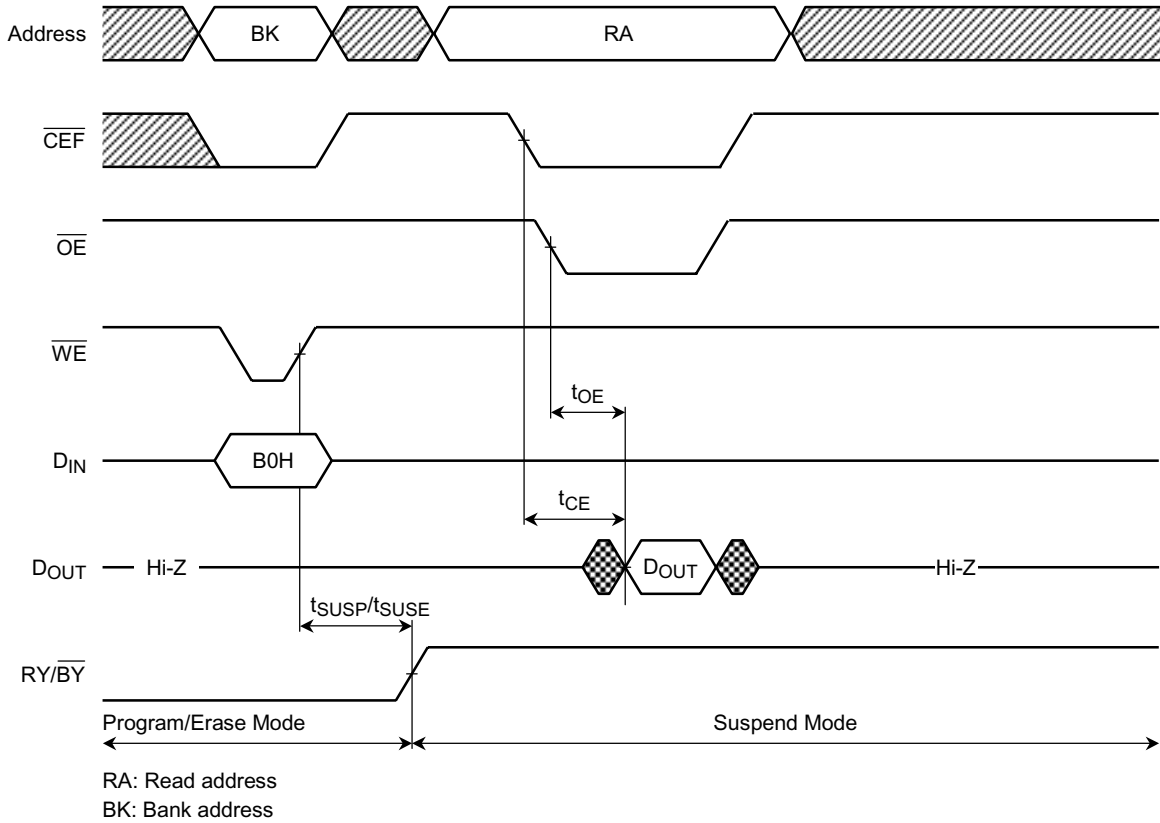 Address BK RA
CEF
OE
WE
tOE
DIN B0H
tCE
DOUT Hi-Z DOUT Hi-Z
tSUSP/tSUSE
RY/BY
Program/Erase Mode Suspend Mode
RA: Read address
BK: Bank address